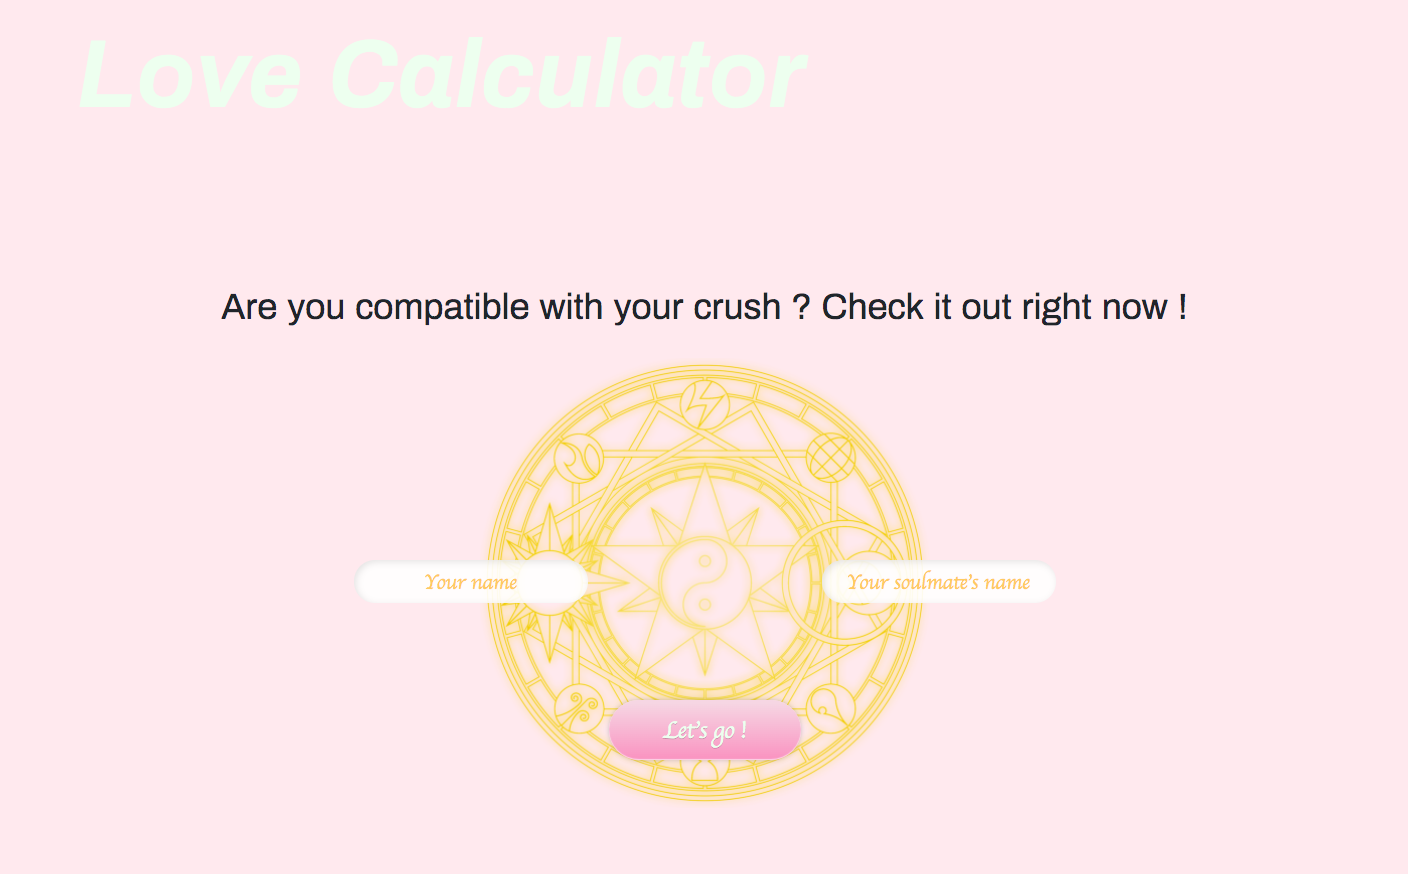 Love Calculator
Are you compatible with your crush ? Check it out right now !
Your name
Your soulmate's name
Let's go !